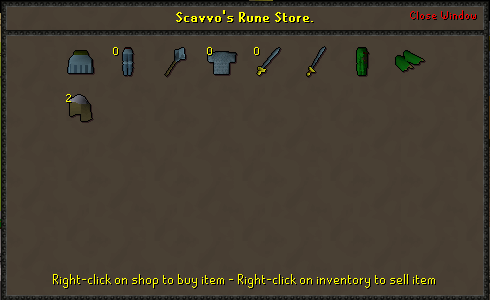 Scavvo's Rune Store.
Close Window
0 0 0
2
Right-click on shop to buy item - Right-click on inventory to sell item